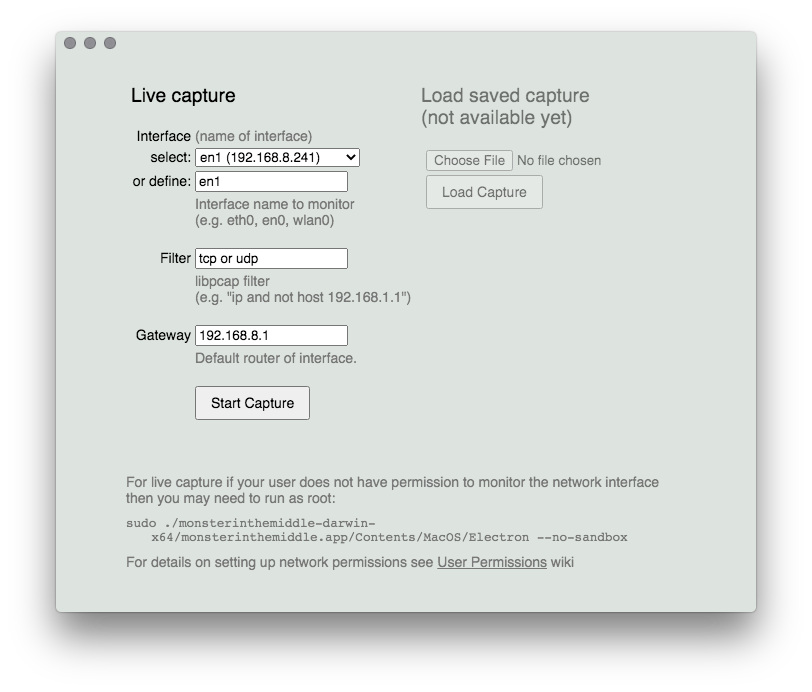 Live capture
Interface (name of interface)
select: en1 (192.168.8.241)
or define: en1
Interface name to monitor
(e.g. eth0, en0, wlan0)
Filter tcp or udp
libpcap filter
(e.g. "ip and not host 192.168.1.1")
Gateway 192.168.8.1
Default router of interface.
Start Capture
Load saved capture
(not available yet)
Choose File No file chosen
Load Capture
For live capture if your user does not have permission to monitor the network interface
then you may need to run as root:
sudo ./monsterinthemiddle-darwin-
x64/monsterinthemiddle.app/Contents/MacOS/Electron --no-sandbox
For details on setting up network permissions see User Permissions wiki